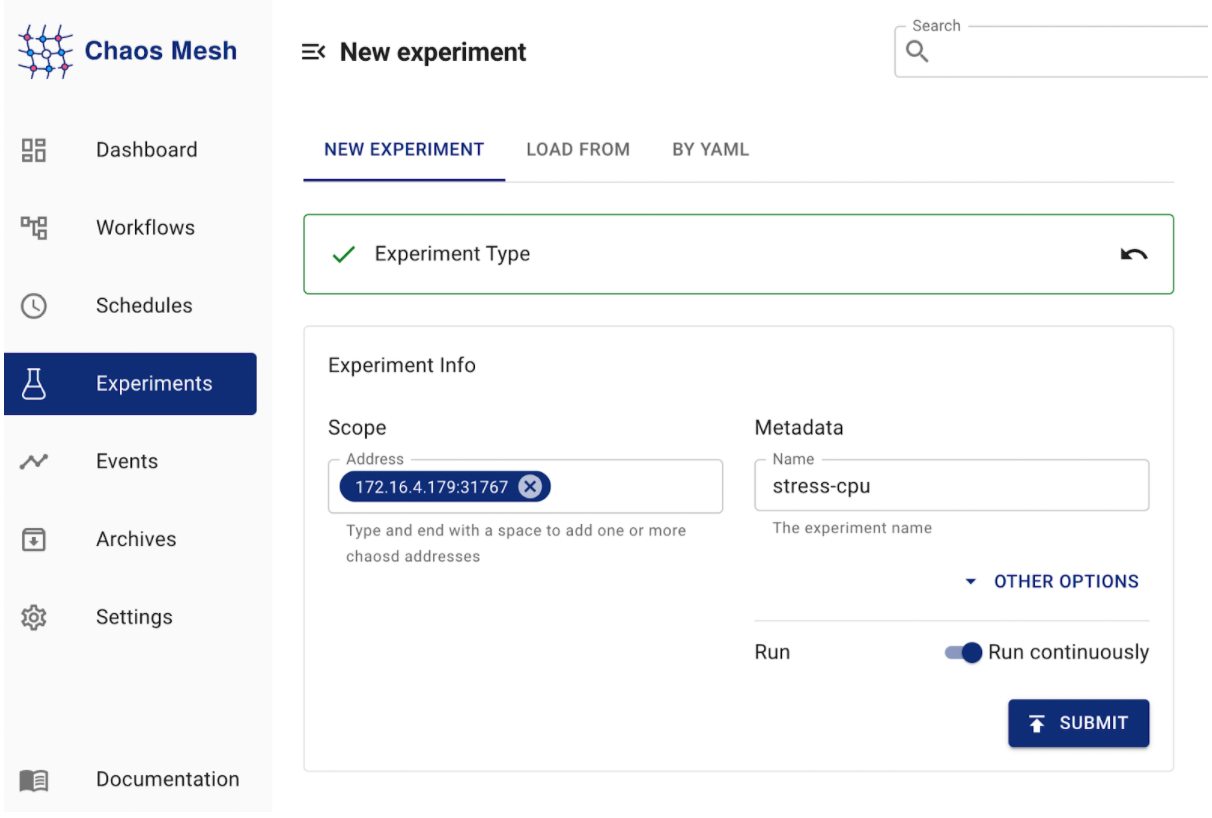 Chaos Mesh
New experiment
Search
Dashboard
Workflows
Schedules
Experiments
Events
Archives
Settings
Documentation
NEW EXPERIMENT LOAD FROM BY YAML
Experiment Type
Experiment Info
Scope
Address
172.16.4.179:31767
Type and end with a space to add one or more
chaosd addresses
Metadata
Name
stress-cpu
The experiment name
OTHER OPTIONS
Run Run continuously
SUBMIT